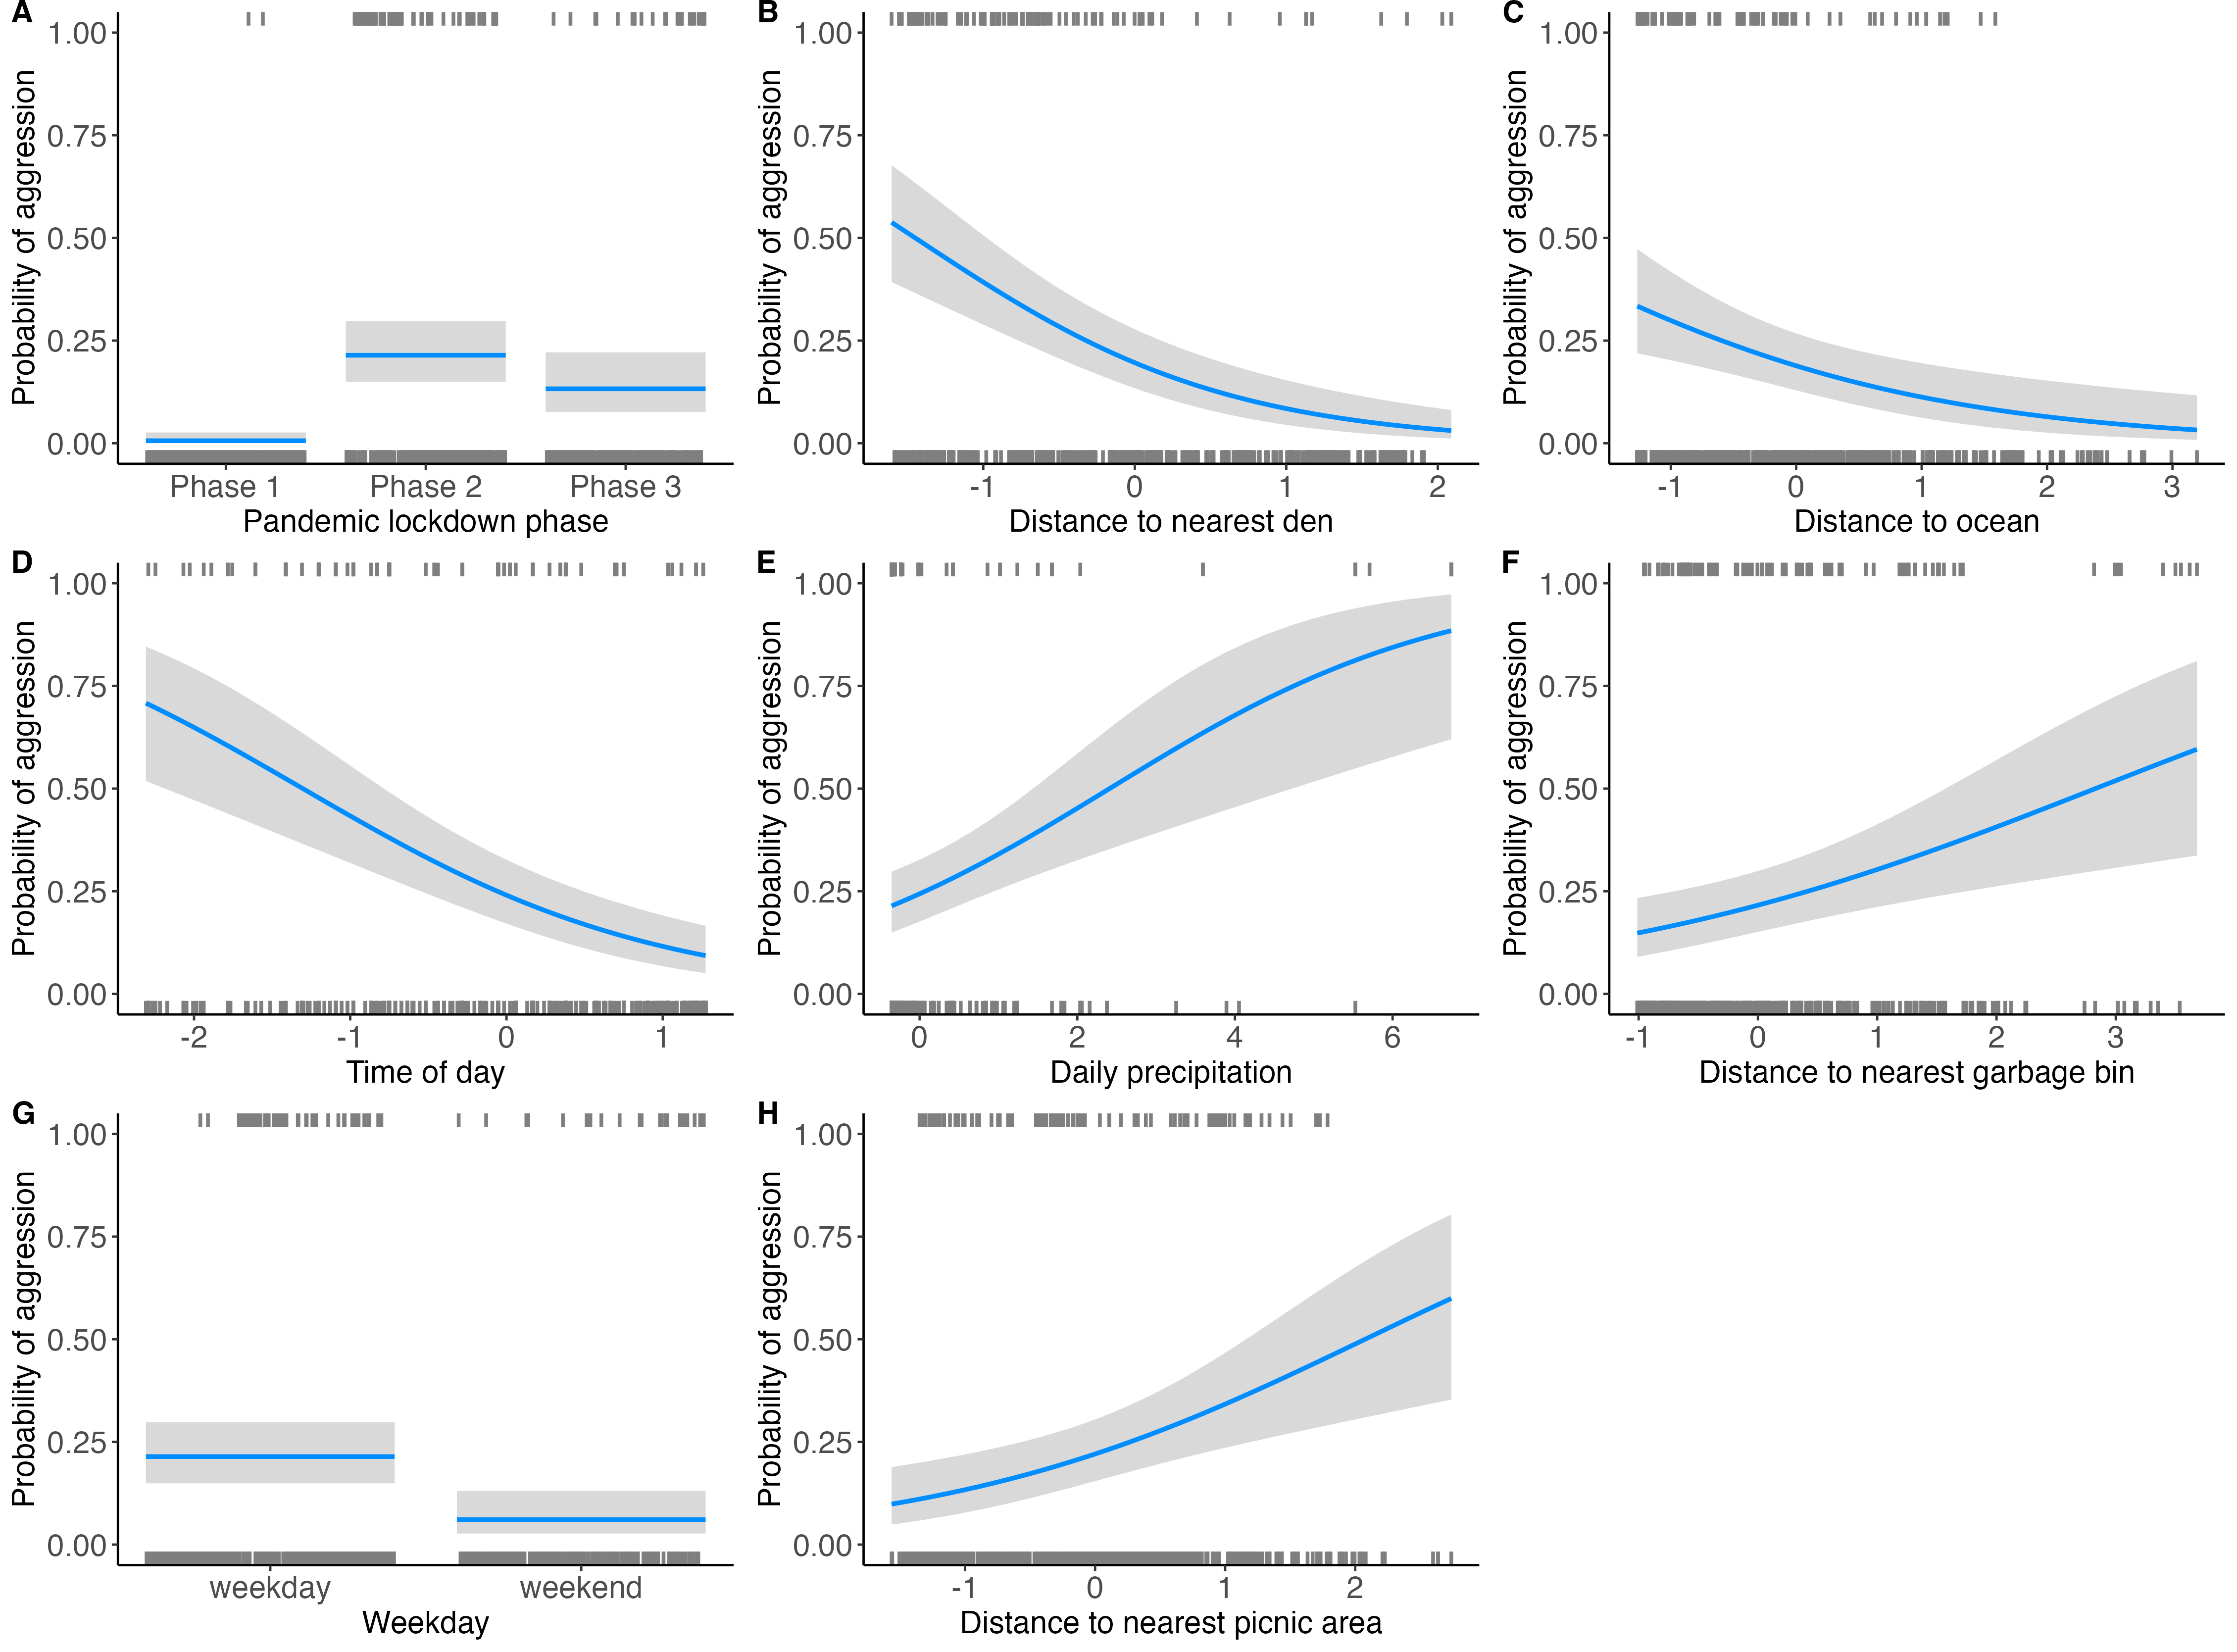 A
Probability of aggression
1.00
0.75
0.50
0.25
0.00
Phase 1 Phase 2 Phase 3
Pandemic lockdown phase
B
Probability of aggression
1.00
0.75
0.50
0.25
0.00
-1 0 1 2
Distance to nearest den
C
Probability of aggression
1.00
0.75
0.50
0.25
0.00
-1 0 1 2 3
Distance to ocean
D
Probability of aggression
1.00
0.75
0.50
0.25
0.00
-2 -1 0 1
Time of day
E
Probability of aggression
1.00
0.75
0.50
0.25
0.00
0 2 4 6
Daily precipitation
F
Probability of aggression
1.00
0.75
0.50
0.25
0.00
-1 0 1 2 3
Distance to nearest garbage bin
G
Probability of aggression
1.00
0.75
0.50
0.25
0.00
weekday weekend
Weekday
H
Probability of aggression
1.00
0.75
0.50
0.25
0.00
-1 0 1 2
Distance to nearest picnic area